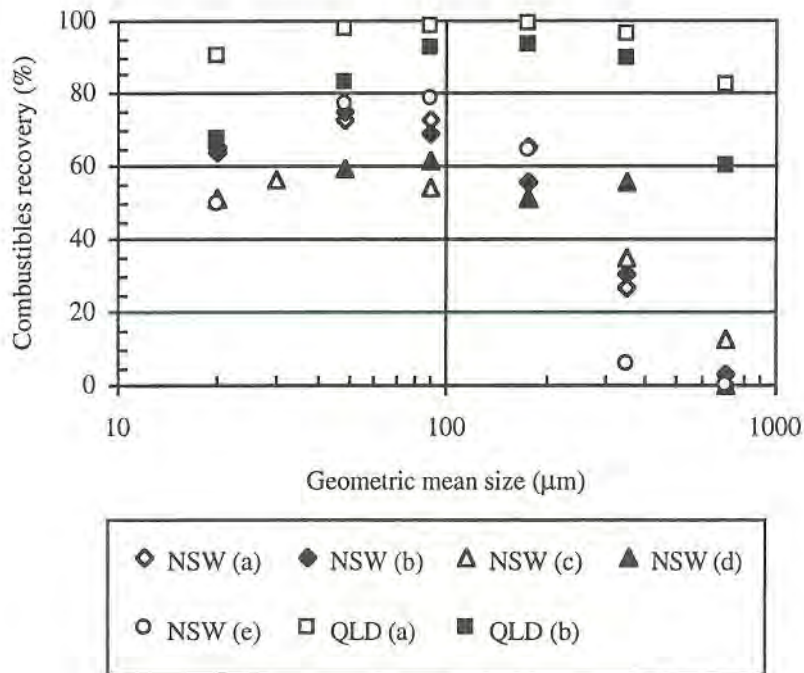 100
80
60
40
20
0
Combustibles recovery (%)
10 100 1000
Geometric mean size (μm)
NSW (a) NSW (b) NSW (c) NSW (d)
NSW (e) QLD (a) QLD (b)